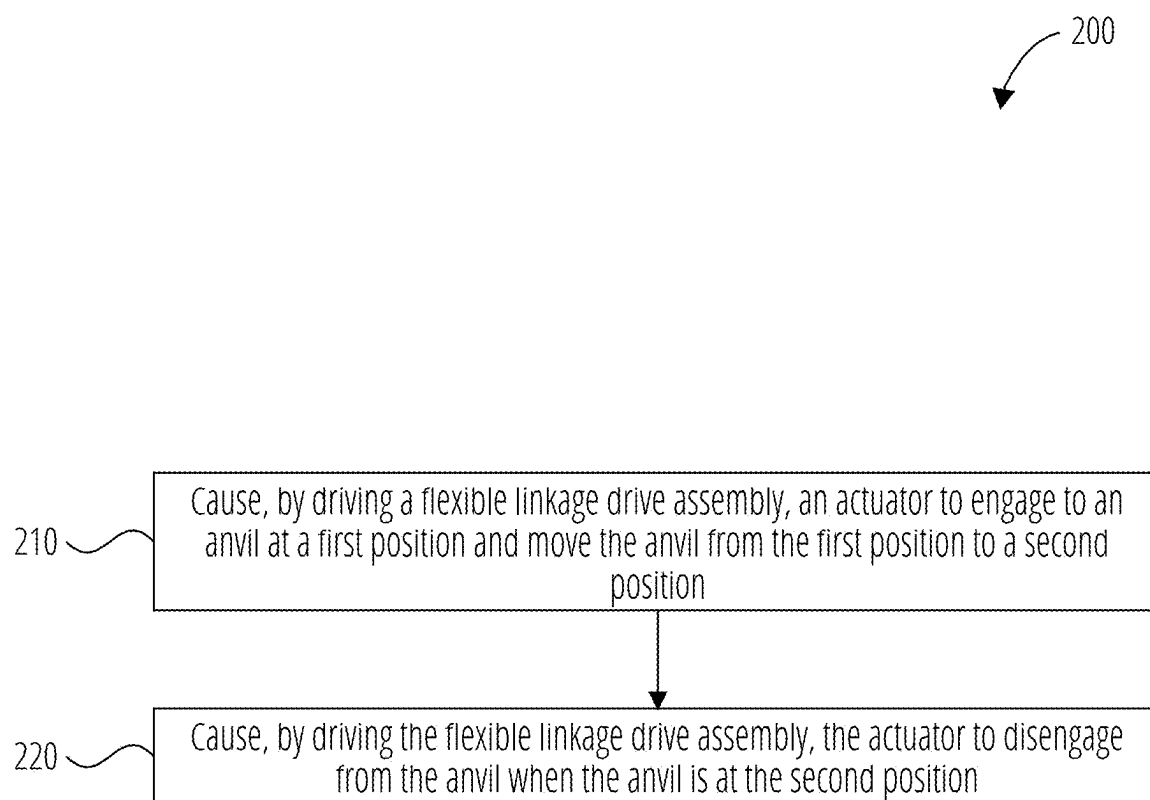 200
Cause, by driving a flexible linkage drive assembly, an actuator to engage to an
210
anvil at a first position and move the anvil from the first position to a second
position
Cause, by driving the flexible linkage drive assembly, the actuator to disengage
220
from the anvil when the anvil is at the second position